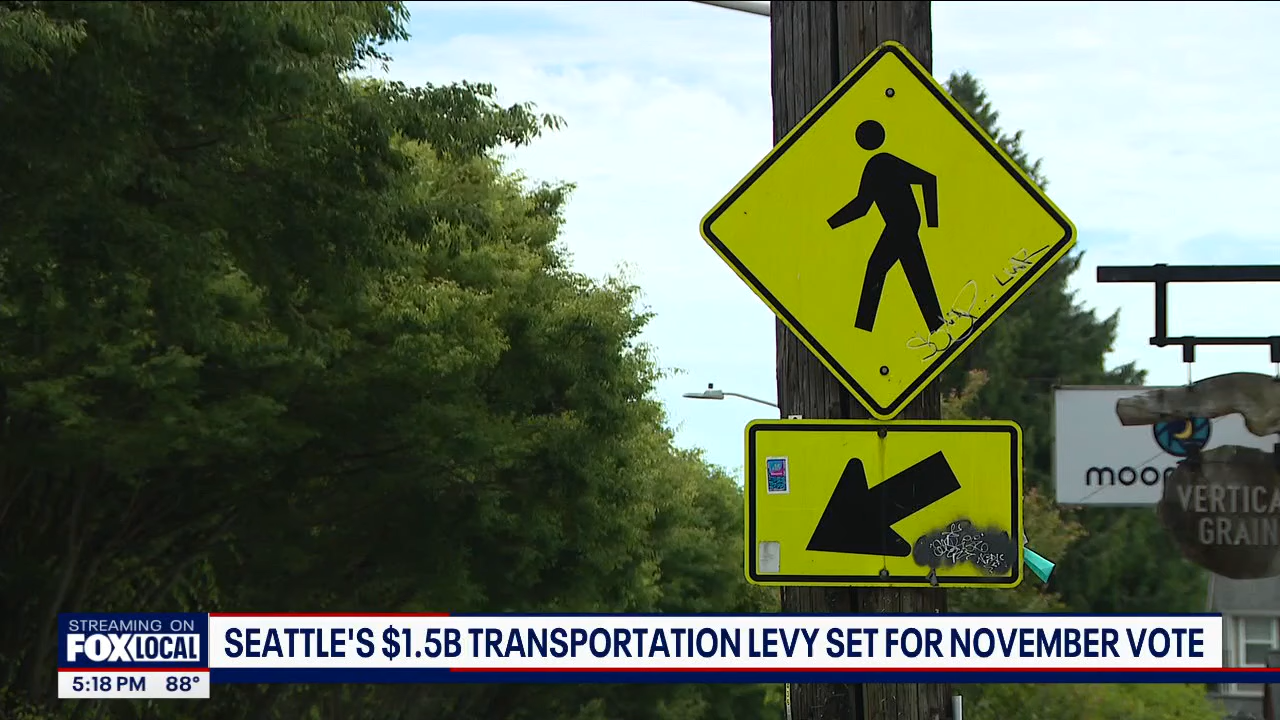 moon
VERTICA
GRAIN
STREAMING ON
FOX LOCAL
SEATTLE'S $1.5B TRANSPORTATION LEVY SET FOR NOVEMBER VOTE
5:18 PM 88°